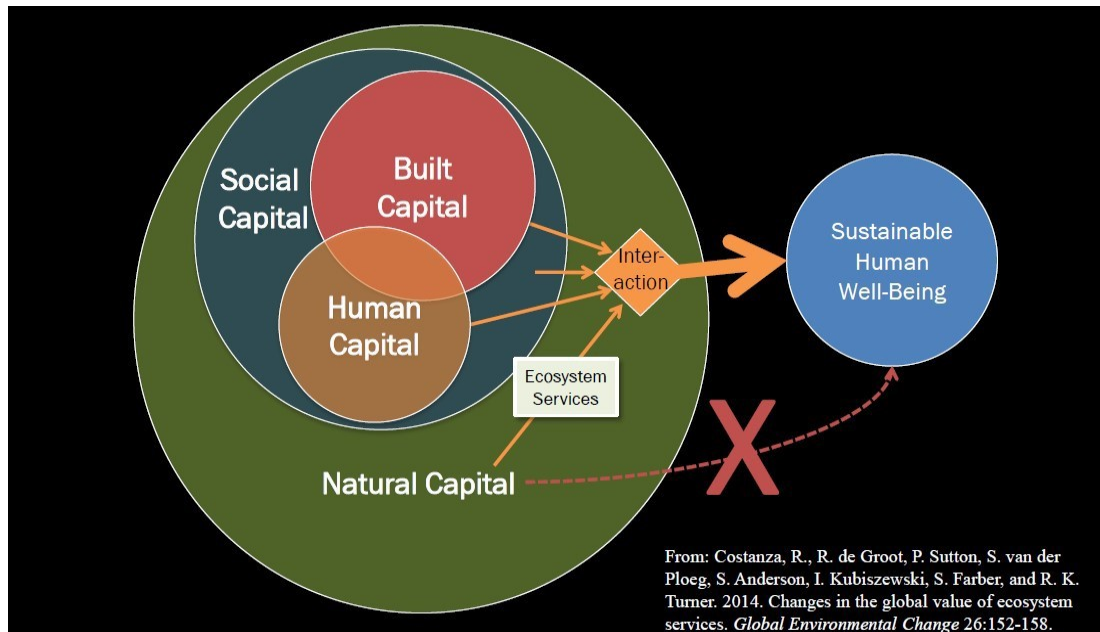 Social
Capital
Built
Capital
Human
Capital
Inter-
action
Sustainable
Human
Well-Being
Ecosystem
Services
Natural Capital
X
From: Costanza, R., R. de Groot, P. Sutton, S. van der
Ploeg, S. Anderson, I. Kubiszewski, S. Farber, and R. K.
Turner. 2014. Changes in the global value of ecosystem
services. Global Environmental Change 26:152-158.